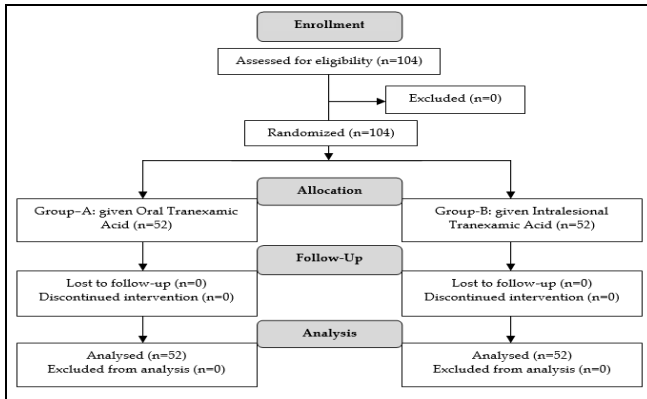 Enrollment
Assessed for eligibility (n=104)
Excluded (n=0)
Randomized (n=104)
Allocation
Group-A: given Oral Tranexamic
Acid (n=52)
Group-B: given Intralesional
Tranexamic Acid (n=52)
Follow-Up
Lost to follow-up (n=0)
Discontinued intervention (n=0)
Lost to follow-up (n=0)
Discontinued intervention (n=0)
Analysis
Analysed (n=52)
Excluded from analysis (n=0)
Analysed (n=52)
Excluded from analysis (n=0)